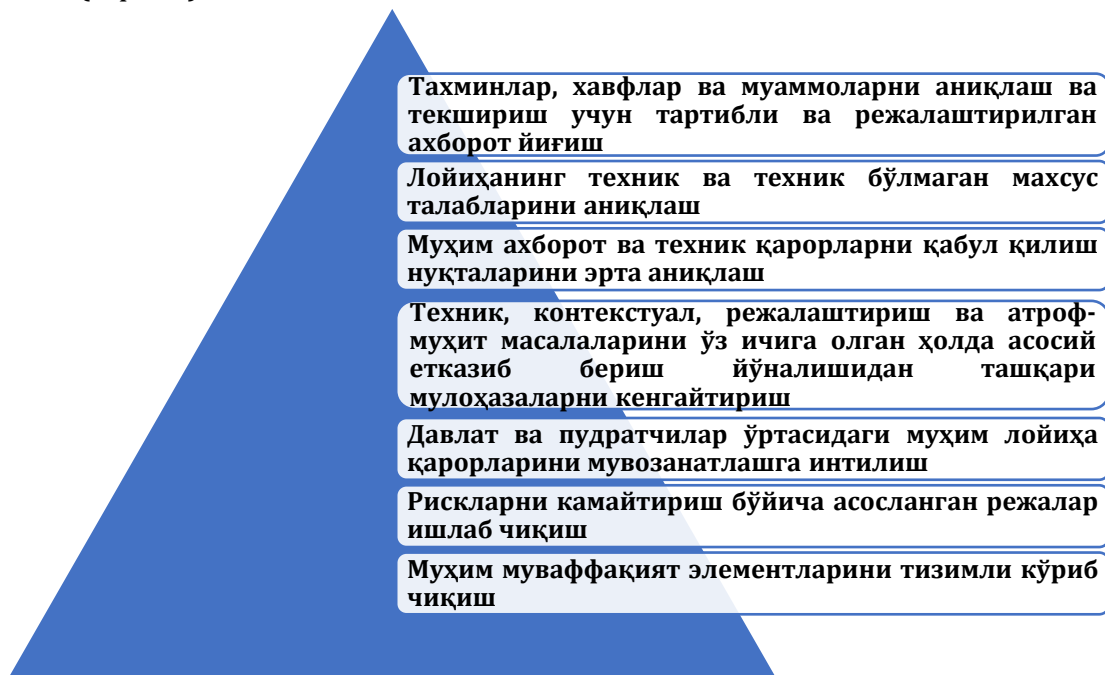 Тахминлар, хавфлар ва муаммоларни аниқлаш ва
текшириш учун тартибли ва режалаштирилган
ахборот йиғиш
Лойиҳанинг техник ва техник бўлмаган махсус
талабларини аниқлаш
Муҳим ахборот ва техник қарорларни қабул қилиш
нуқталарини эрта аниқлаш
Техник, контекстуал, режалаштириш ва атроф-
муҳит масалаларини ўз ичига олган ҳолда асосий
етказиб бериш йўналишидан ташқари
мулоҳазаларни кенгайтириш
Давлат ва пудратчилар ўртасидаги муҳим лойиҳа
қарорларини мувозанатлашга интилиш
Рискларни камайтириш бўйича асосланган режалар
ишлаб чиқиш
Муҳим муваффақият элементларини тизимли кўриб
чиқиш